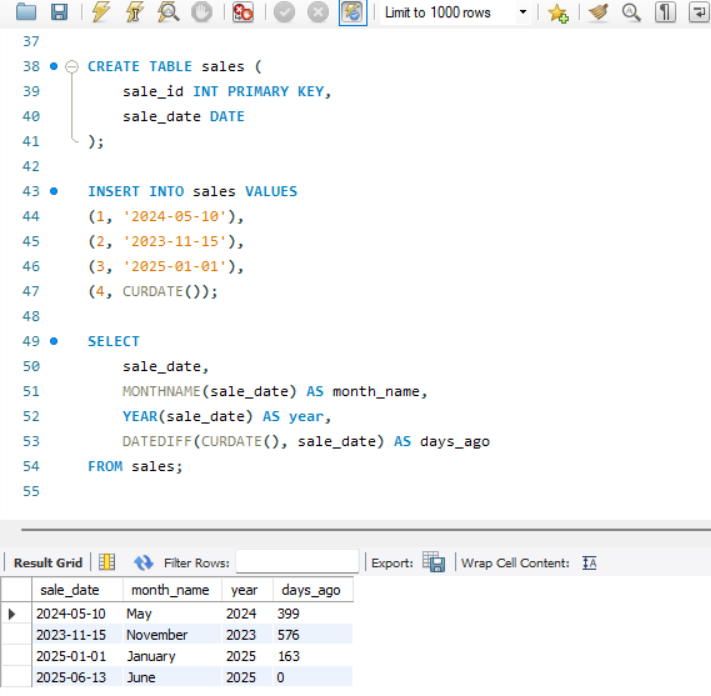 Limit to 1000 rows
37
38 CREATE TABLE sales (
39 sale_id INT PRIMARY KEY,
40 sale_date DATE
41 );
42
43 INSERT INTO sales VALUES
44 (1, '2024-05-10'),
45 (2, '2023-11-15'),
46 (3, '2025-01-01'),
47 (4, CURDATE());
48
49 SELECT
50 sale_date,
51 MONTHNAME(sale_date) AS month_name,
52 YEAR(sale_date) AS year,
53 DATEDIFF(CURDATE(), sale_date) AS days_ago
54 FROM sales;
55
Result Grid Filter Rows: Export: Wrap Cell Content: IA
sale_date month_name year days_ago
2024-05-10 May 2024 399
2023-11-15 November 2023 576
2025-01-01 January 2025 163
2025-06-13 June 2025 0